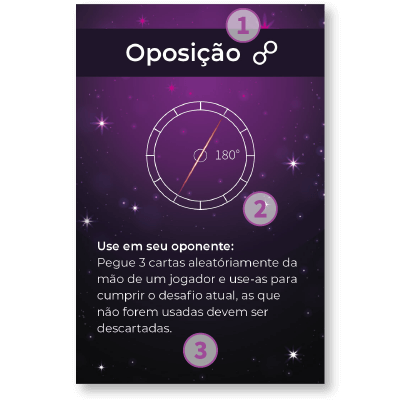 1
Oposição
180°
2
Use em seu oponente:
Pegue 3 cartas aleatóriamente da
mão de um jogador e use-as para
cumprir o desafio atual, as que
não forem usadas devem ser
descartadas.
3